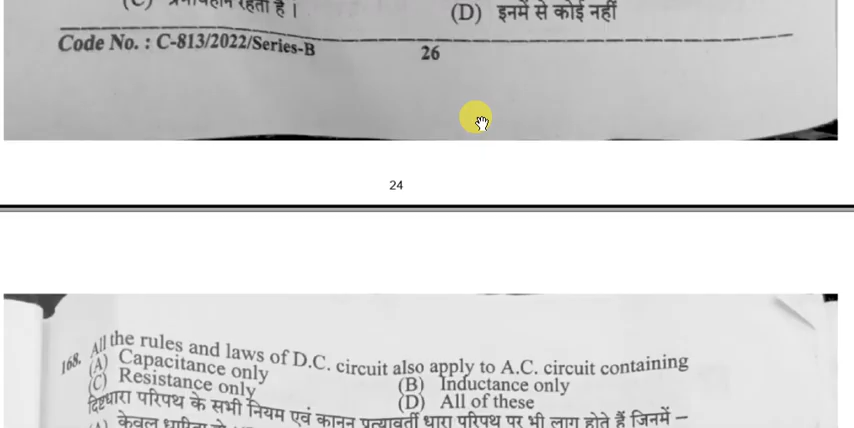 रहता है ।
(D) इनमें से कोई नहीं
Code No. : C-813/2022/Series-B
26
24
168. All the rules and laws of D.C. circuit also apply to A.C. circuit containing
(A) Capacitance only
(B) Inductance only
(C) Resistance only
(D) All of these
दिष्टधारा परिपथ के सभी नियम एवं कानून प्रत्यावर्ती धारा परिपथ पर भी लागू होते हैं जिनमें –
केवल धारिता